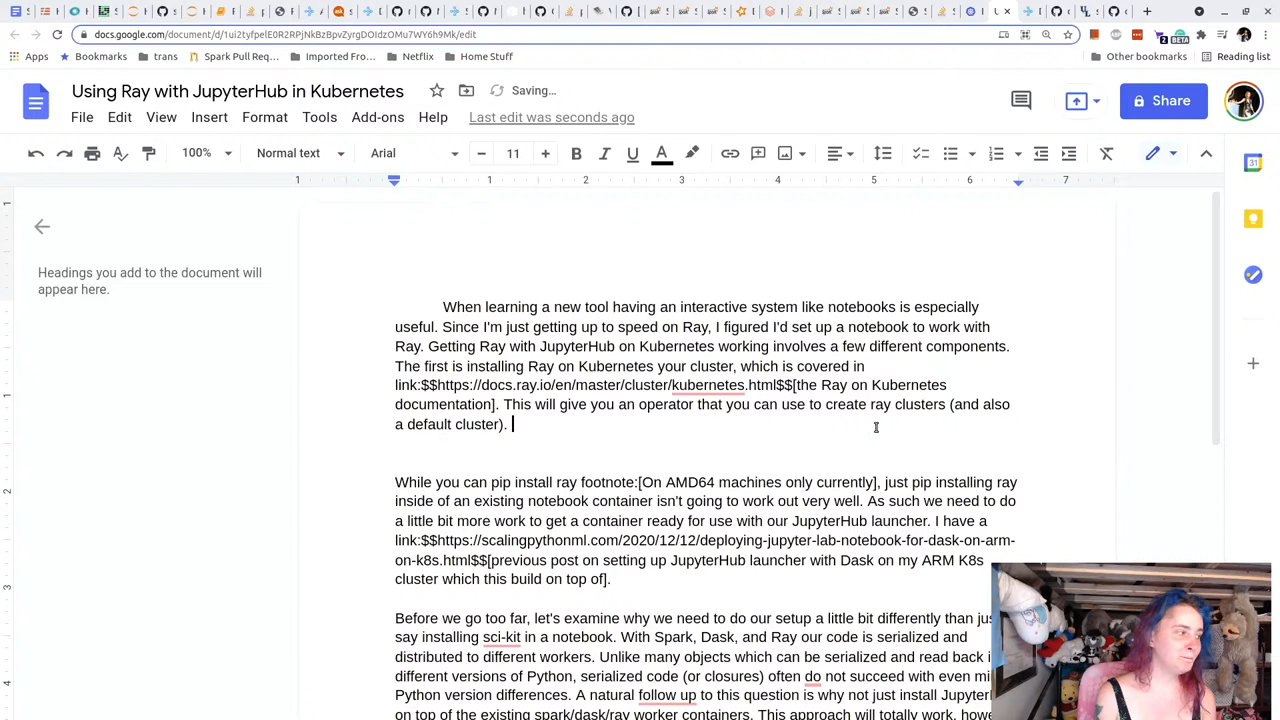 docs.google.com/document/d/1ui2tyfpelE0R2RPjNkBzBpvZyrgDOIdzOMu7WY6h9Mk/edit
Apps Bookmarks trans Spark Pull Req... Imported Fro... Netflix Home Stuff Other bookmarks Reading list
Using Ray with JupyterHub in Kubernetes Saving... Share
File Edit View Insert Format Tools Add-ons Help Last edit was seconds ago
100% Normal text Arial 11
1 1 2 3 4 5 6 7
Headings you add to the document will
appear here.
When learning a new tool having an interactive system like notebooks is especially
useful. Since I'm just getting up to speed on Ray, I figured I'd set up a notebook to work with
Ray. Getting Ray with JupyterHub on Kubernetes working involves a few different components.
The first is installing Ray on Kubernetes your cluster, which is covered in
link:$$https://docs.ray.io/en/master/cluster/kubernetes.html$$[the Ray on Kubernetes
documentation]. This will give you an operator that you can use to create ray clusters (and also
a default cluster).
While you can pip install ray footnote:[On AMD64 machines only currently], just pip installing ray
inside of an existing notebook container isn't going to work out very well. As such we need to do
a little bit more work to get a container ready for use with our JupyterHub launcher. I have a
link:$$https://scalingpythonml.com/2020/12/12/deploying-jupyter-lab-notebook-for-dask-on-arm-
on-k8s.html$$[previous post on setting up JupyterHub launcher with Dask on my ARM K8s
cluster which this build on top of].
Before we go too far, let's examine why we need to do our setup a little bit differently than
say installing sci-kit in a notebook. With Spark, Dask, and Ray our code is serialized and
distributed to different workers. Unlike many objects which can be serialized and read back
different versions of Python, serialized code (or closures) often do not succeed with even
Python version differences. A natural follow up to this question is why not just install
on top of the existing spark/dask/ray worker containers. This approach will totally work,